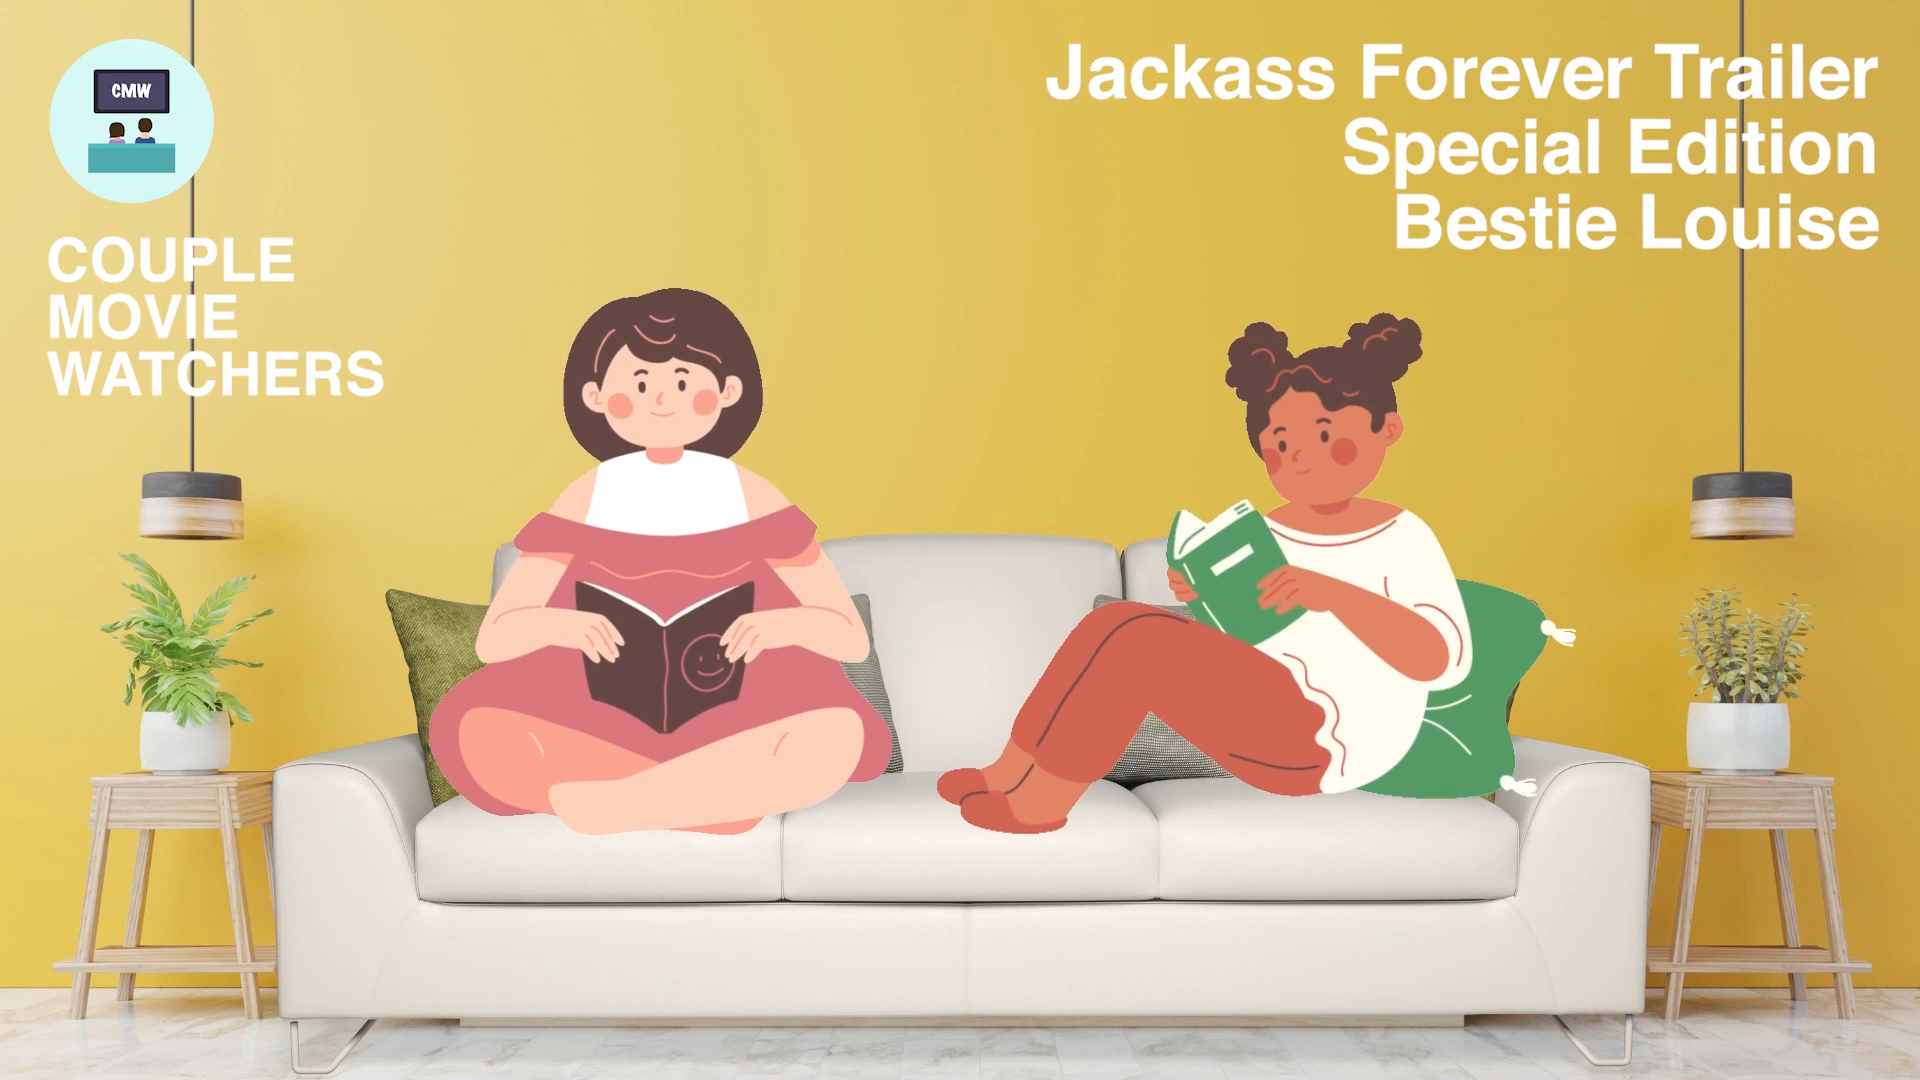 CMW
COUPLE
MOVIE
WATCHERS
Jackass Forever Trailer
Special Edition
Bestie Louise